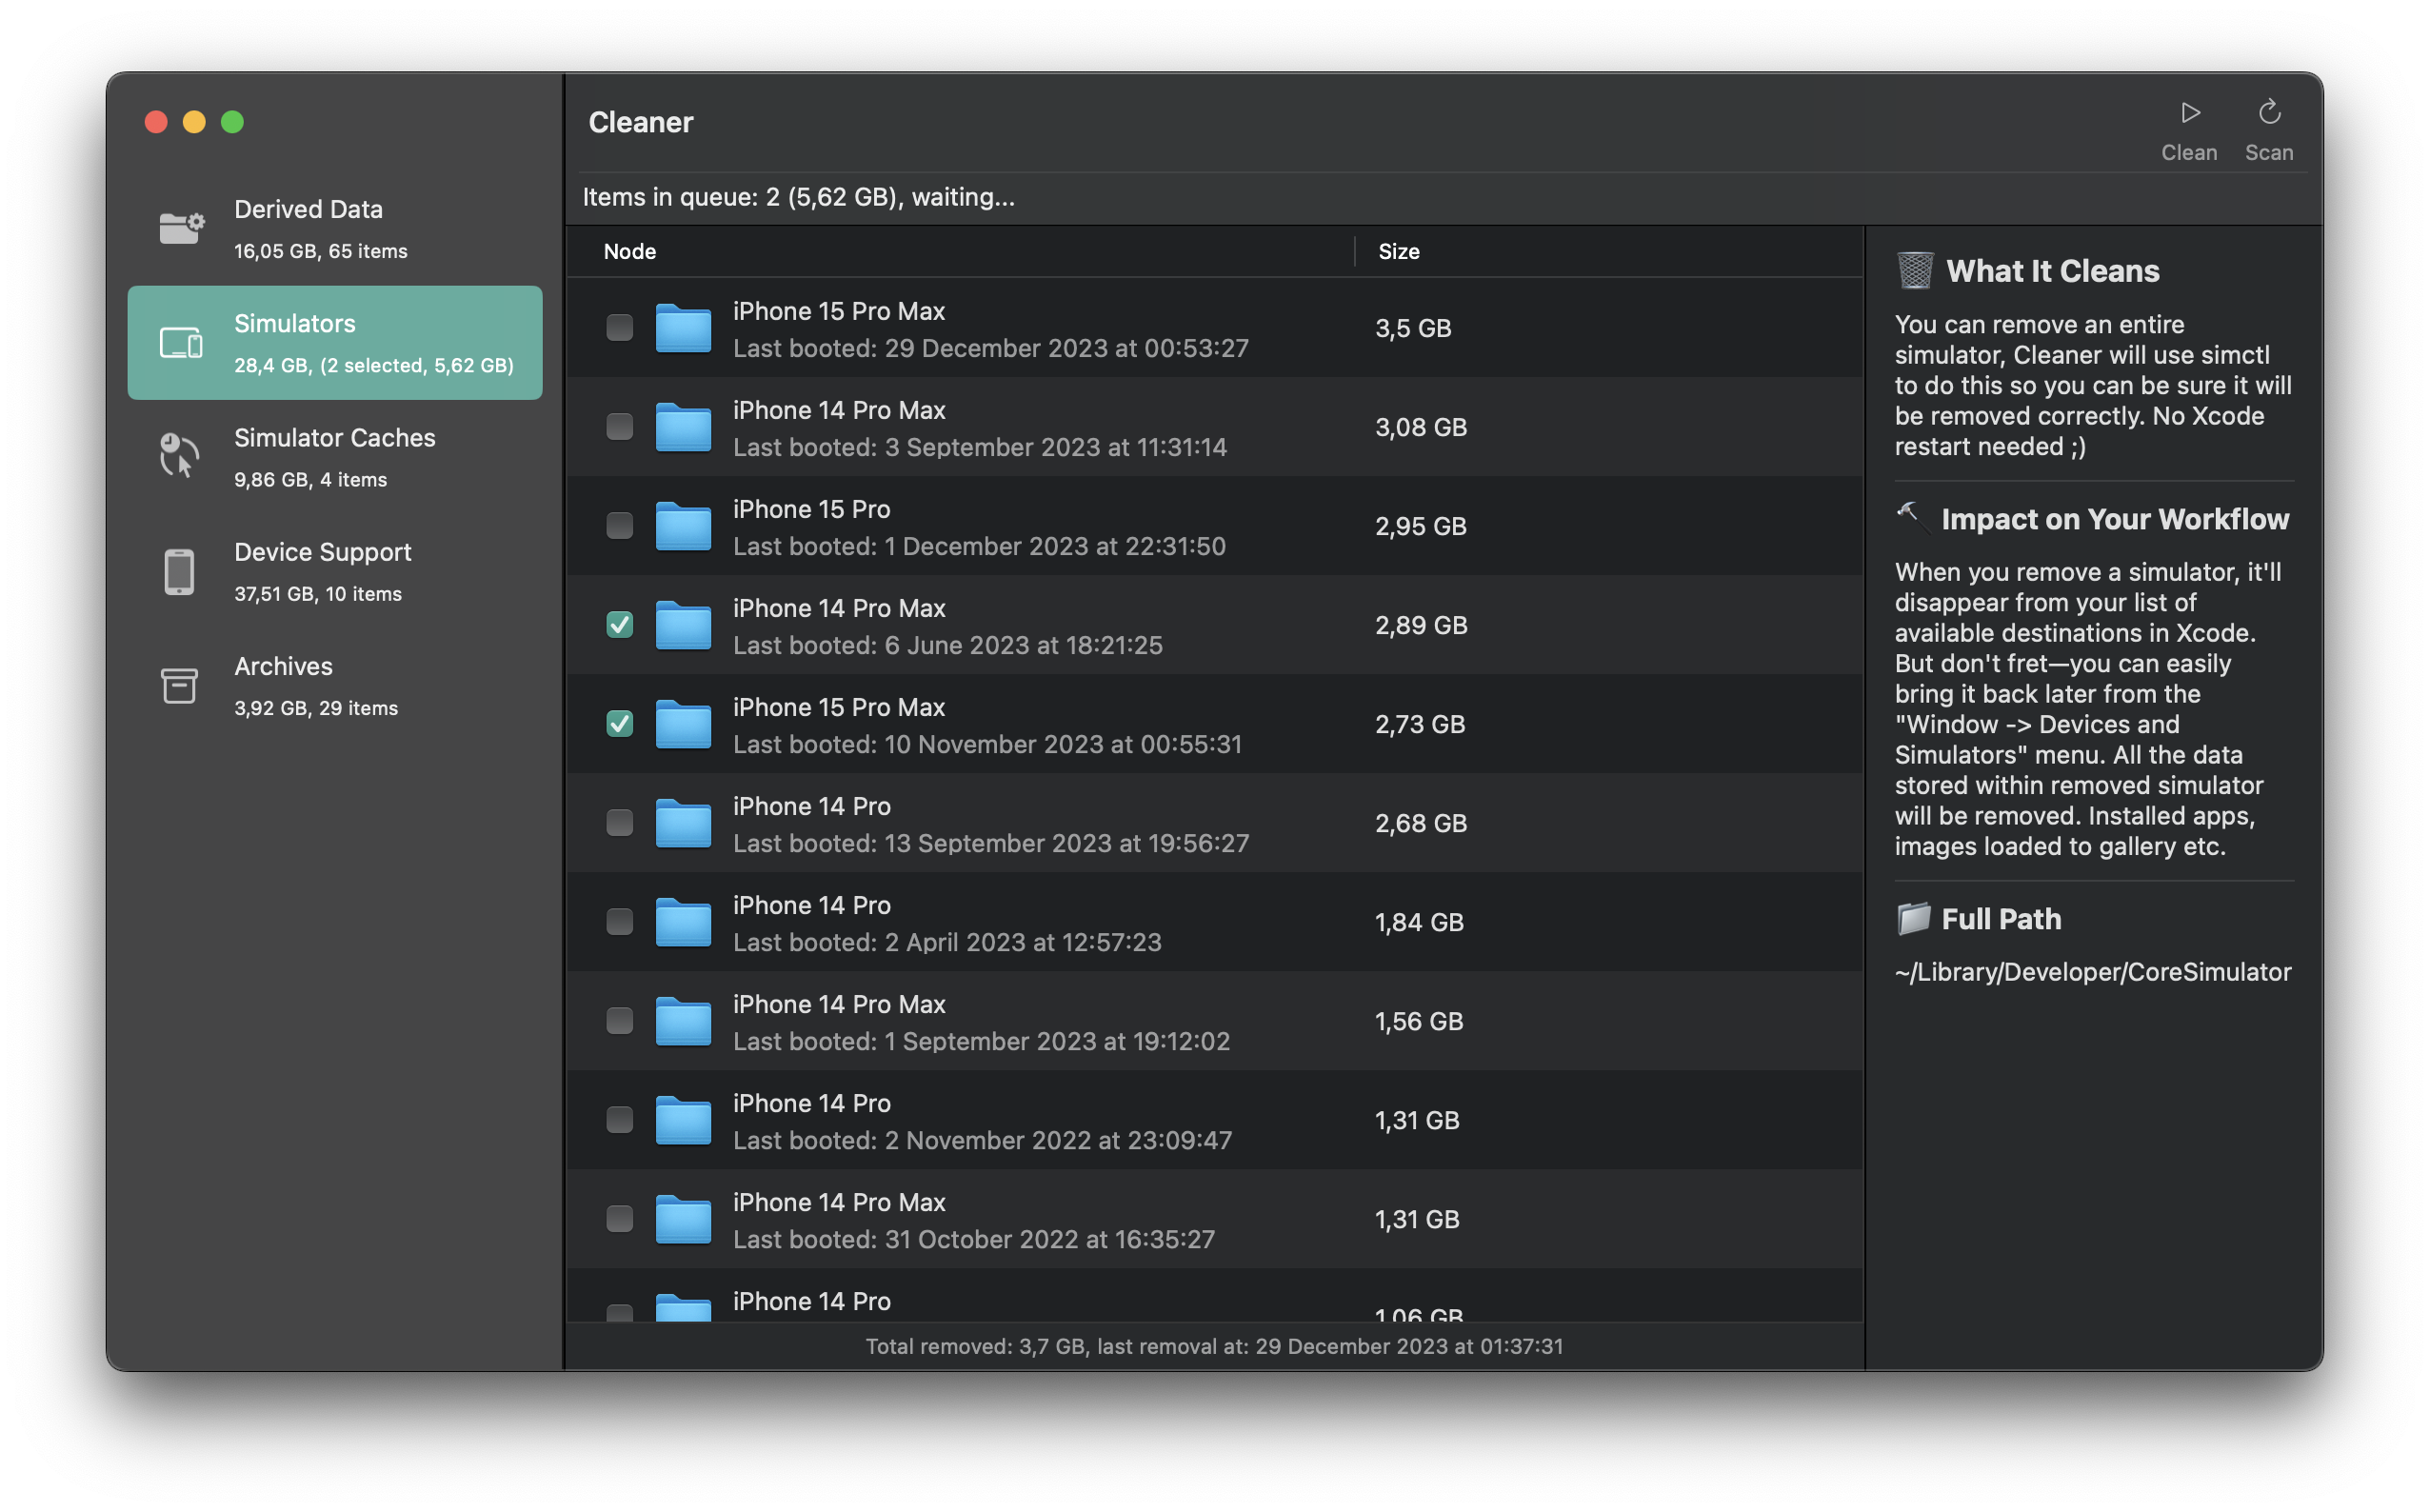 Derived Data
16,05 GB, 65 items
Simulators
28,4 GB, (2 selected, 5,62 GB)
Simulator Caches
9,86 GB, 4 items
Device Support
37,51 GB, 10 items
Archives
3,92 GB, 29 items
Cleaner
Clean
Scan
Items in queue: 2 (5,62 GB), waiting...
Node
Size
iPhone 15 Pro Max
Last booted: 29 December 2023 at 00:53:27
3,5 GB
iPhone 14 Pro Max
Last booted: 3 September 2023 at 11:31:14
3,08 GB
iPhone 15 Pro
Last booted: 1 December 2023 at 22:31:50
2,95 GB
iPhone 14 Pro Max
Last booted: 6 June 2023 at 18:21:25
2,89 GB
iPhone 15 Pro Max
Last booted: 10 November 2023 at 00:55:31
2,73 GB
iPhone 14 Pro
Last booted: 13 September 2023 at 19:56:27
2,68 GB
iPhone 14 Pro
Last booted: 2 April 2023 at 12:57:23
1,84 GB
iPhone 14 Pro Max
Last booted: 1 September 2023 at 19:12:02
1,56 GB
iPhone 14 Pro
Last booted: 2 November 2022 at 23:09:47
1,31 GB
iPhone 14 Pro Max
Last booted: 31 October 2022 at 16:35:27
1,31 GB
iPhone 14 Pro
1,06 GB
Total removed: 3,7 GB, last removal at: 29 December 2023 at 01:37:31
What It Cleans
You can remove an entire
simulator, Cleaner will use simctl
to do this so you can be sure it will
be removed correctly. No Xcode
restart needed ;)
Impact on Your Workflow
When you remove a simulator, it'll
disappear from your list of
available destinations in Xcode.
But don't fret—you can easily
bring it back later from the
"Window -> Devices and
Simulators" menu. All the data
stored within removed simulator
will be removed. Installed apps,
images loaded to gallery etc.
Full Path
~/Library/Developer/CoreSimulator